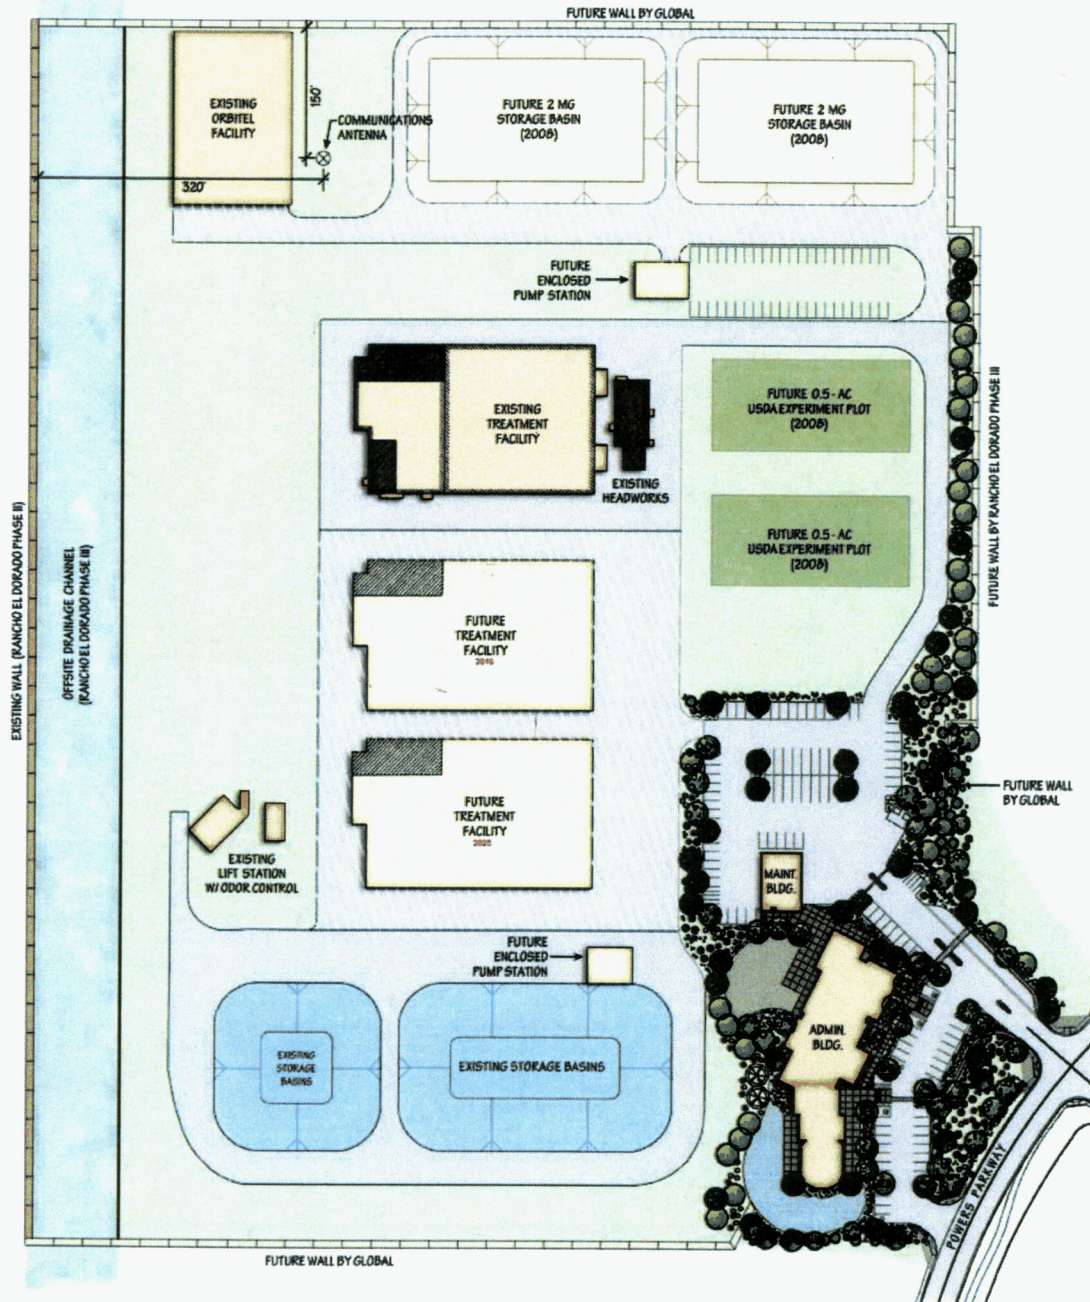 FUTURE WALL BY GLOBAL
EXISTING
ORBITEL
FACILITY
150'
COMMUNICATIONS
ANTENNA
320'
FUTURE 2 MG
STORAGE BASIN
(2008)
FUTURE 2 MG
STORAGE BASIN
(2008)
FUTURE
ENCLOSED
PUMP STATION
EXISTING
TREATMENT
FACILITY
EXISTING
HEADWORKS
FUTURE 0.5 - AC
USDA EXPERIMENT PLOT
(2008)
FUTURE 0.5 - AC
USDA EXPERIMENT PLOT
(2008)
FUTURE WALL BY RANCHO EL DORADO PHASE III
EXISTING WALL (RANCHO EL DORADO PHASE II)
OFFSITE DRAINAGE CHANNEL
(RANCHO EL DORADO PHASE III)
FUTURE
TREATMENT
FACILITY
FUTURE
TREATMENT
FACILITY
2025
FUTURE WALL
BY GLOBAL
EXISTING
LIFT STATION
W/ ODOR CONTROL
MAINT.
BLDG.
FUTURE
ENCLOSED
PUMP STATION
ADMIN.
BLDG.
EXISTING
STORAGE
BASINS
EXISTING STORAGE BASINS
POWERS PARKWAY
FUTURE WALL BY GLOBAL